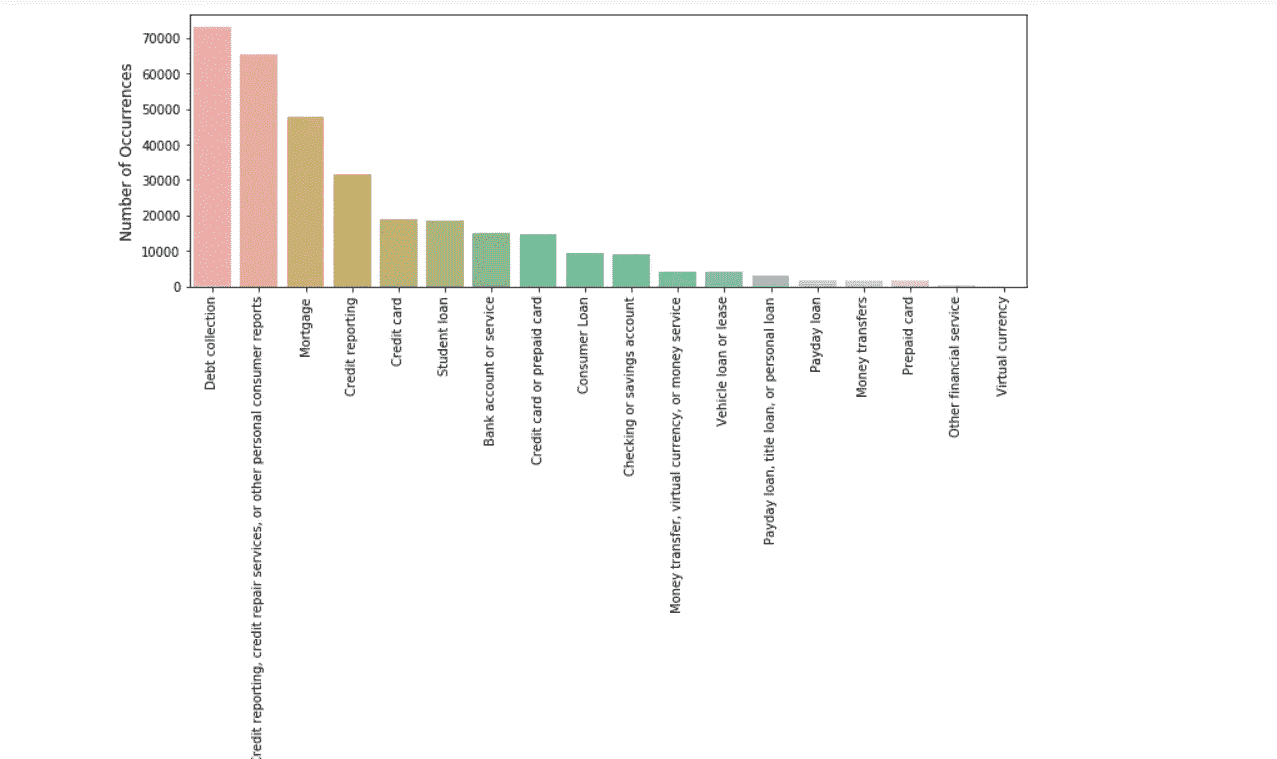 70000
60000
50000
40000
30000
20000
10000
0
Number of Occurrences
Debt collection
redit reporting, credit repair services, or other personal consumer reports
Mortgage
Credit reporting
Credit card
Student loan
Bank account or service
Credit card or prepaid card
Consumer Loan
Checking or savings account
Money transfer, virtual currency, or money service
Vehicle loan or lease
Payday loan, title loan, or personal loan
Payday loan
Money transfers
Prepaid card
Other financial service
Virtual currency